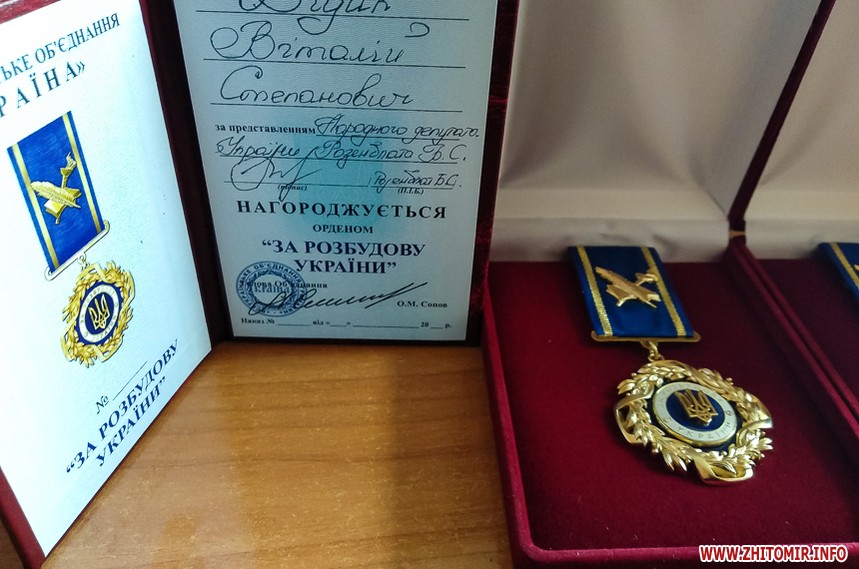 СЬКЕ ОБ'ЄДНАННЯ
РАЇНА»
№
“ЗА РОЗБУДОВУ
УКРАЇНИ”
Віталій
Степанович
за представленням Народного депутата
України Розенблата Б.С.
(підпис)
Розенблат Б.С.
(П.І.Б.)
НАГОРОДЖУЄТЬСЯ
ОРДЕНОМ
“ЗА РОЗБУДОВУ
УКРАЇНИ”
О.М. Сопов
Наказ № від «    » 20    р.
WWW.ZHITOMIR.INFO